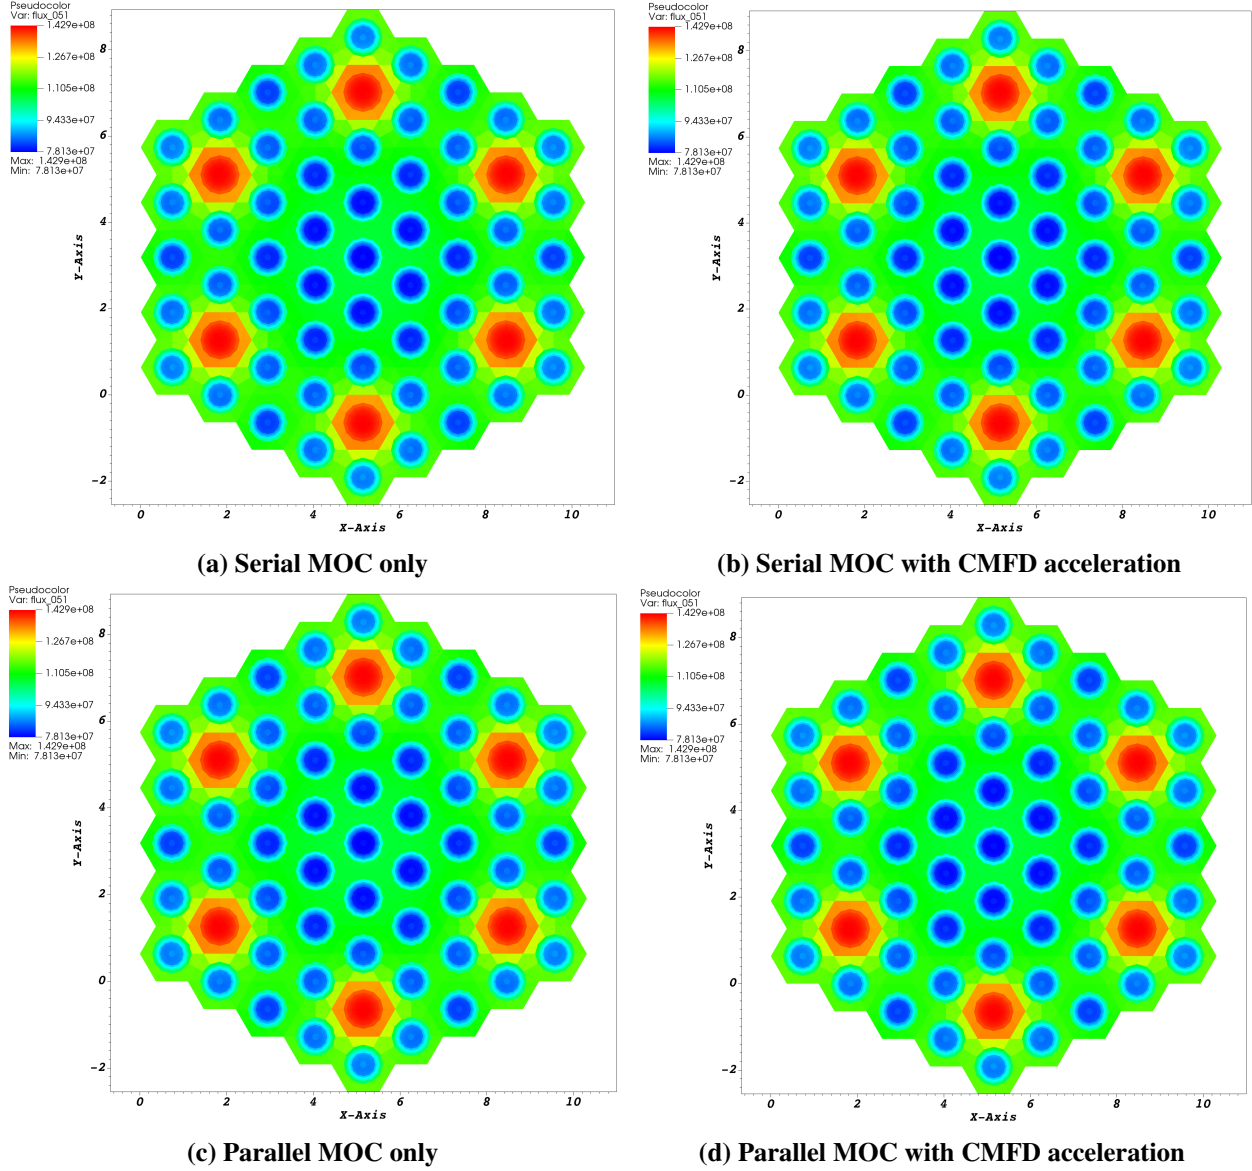 Pseudocolor
Var: flux_051
1.429e+08
1.267e+08
1.105e+08
9.433e+07
7.813e+07
Max: 1.429e+08
Min: 7.813e+07
8
6
4
2
0
-2
Y-Axis
0 2 4 6 8 10
X-Axis
(a) Serial MOC only
Pseudocolor
Var: flux_051
1.429e+08
1.267e+08
1.105e+08
9.433e+07
7.813e+07
Max: 1.429e+08
Min: 7.813e+07
8
6
4
2
0
-2
Y-Axis
0 2 4 6 8 10
X-Axis
(b) Serial MOC with CMFD acceleration
Pseudocolor
Var: flux_051
1.429e+08
1.267e+08
1.105e+08
9.433e+07
7.813e+07
Max: 1.429e+08
Min: 7.813e+07
8
6
4
2
0
-2
Y-Axis
0 2 4 6 8 10
X-Axis
(c) Parallel MOC only
Pseudocolor
Var: flux_051
1.429e+08
1.267e+08
1.105e+08
9.433e+07
7.813e+07
Max: 1.429e+08
Min: 7.813e+07
8
6
4
2
0
-2
Y-Axis
0 2 4 6 8 10
X-Axis
(d) Parallel MOC with CMFD acceleration